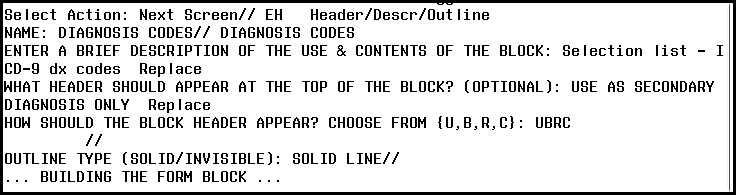 Select Action: Next Screen// EH   Header/Descr/Outline
NAME: DIAGNOSIS CODES// DIAGNOSIS CODES
ENTER A BRIEF DESCRIPTION OF THE USE & CONTENTS OF THE BLOCK: Selection list - I
CD-9 dx codes  Replace
WHAT HEADER SHOULD APPEAR AT THE TOP OF THE BLOCK? (OPTIONAL): USE AS SECONDARY
DIAGNOSIS ONLY  Replace
HOW SHOULD THE BLOCK HEADER APPEAR? CHOOSE FROM {U,B,R,C}: UBRC
         //
OUTLINE TYPE (SOLID/INVISIBLE): SOLID LINE//
... BUILDING THE FORM BLOCK ...